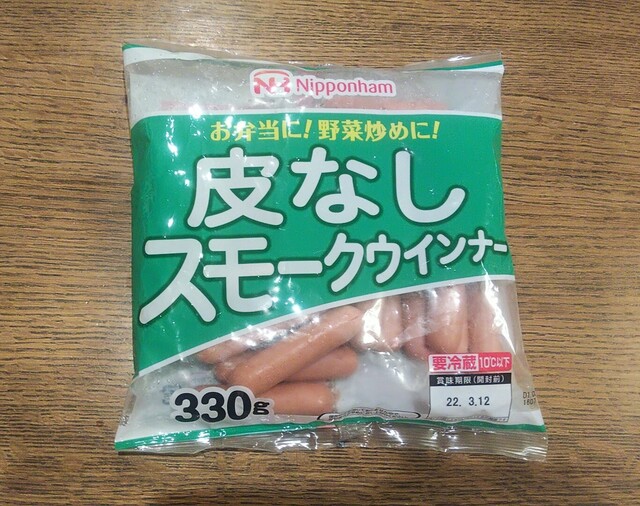 NH Nipponham
お弁当に!野菜炒めに!
皮なし
スモークウインナー
要冷蔵 10℃以下
賞味期限(開封前)
22. 3.12
330g